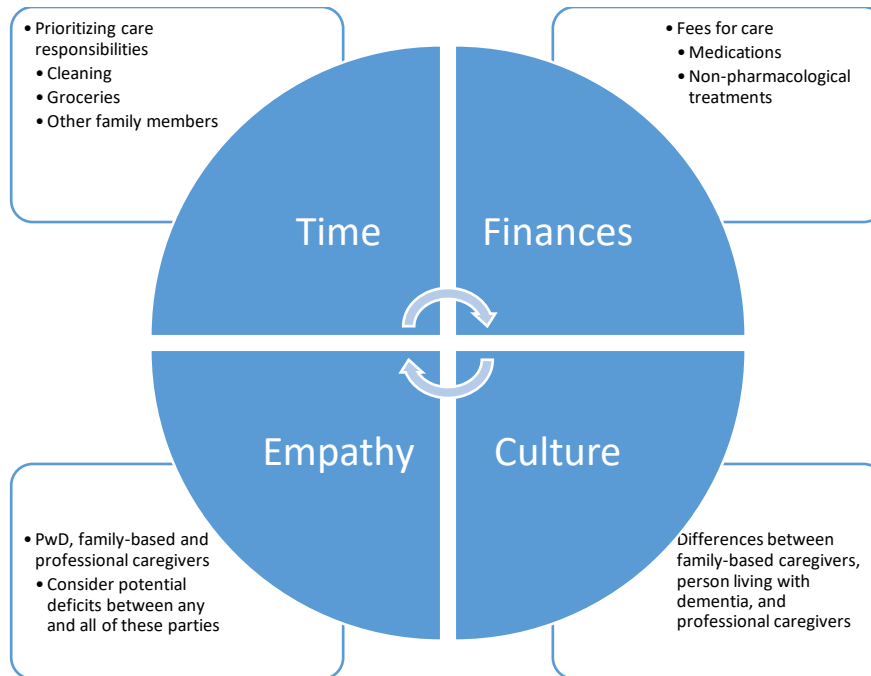 • Prioritizing care
responsibilities
• Cleaning
• Groceries
• Other family members
• Fees for care
• Medications
• Non-pharmacological
treatments
Time
Finances
Empathy
Culture
• PwD, family-based and
professional caregivers
• Consider potential
deficits between any
and all of these parties
Differences between
family-based caregivers,
person living with
dementia, and
professional caregivers